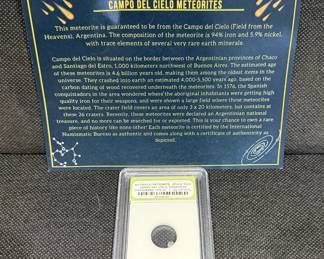 CAMPO DEL CIELO METEORITES
This meteorite is guaranteed to be from the Campo del Cielo (Field from the
Heavens), Argentina. The composition of the meteorite is 94% iron and 5.9% nickel,
with trace elements of several very rare earth minerals
Campo del Cielo is situated on the border between the Argentinian provinces of Chaco
and Santiago del Estro, 1,000 kilometers northwest of Buenos Aires. The estimated age
of these meteorites is 4.6 billion years old, making them among the oldest items in the
universe. They crashed into earth an estimated 4,000-5,500 years ago, based on the
carbon dating of wood recovered underneath the meteorites. In 1576, the Spanish
conquistadors in the area wondered where the aboriginal inhabitants were getting high
quality iron for their weapons, and were shown a large field where these meteorites
were located. The crater field covers an area of only 3 x 20 kilometers, but contains at
these 26 craters. Recently, these meteorites were declared an Argentinian national
treasure, and no more can be searched for or exported. This is your chance to own a rare
piece of history like none other! Each meteorite is certified by the International
Numismatic Bureau as authentic and comes along with a certificate of authenticity as
depicted.